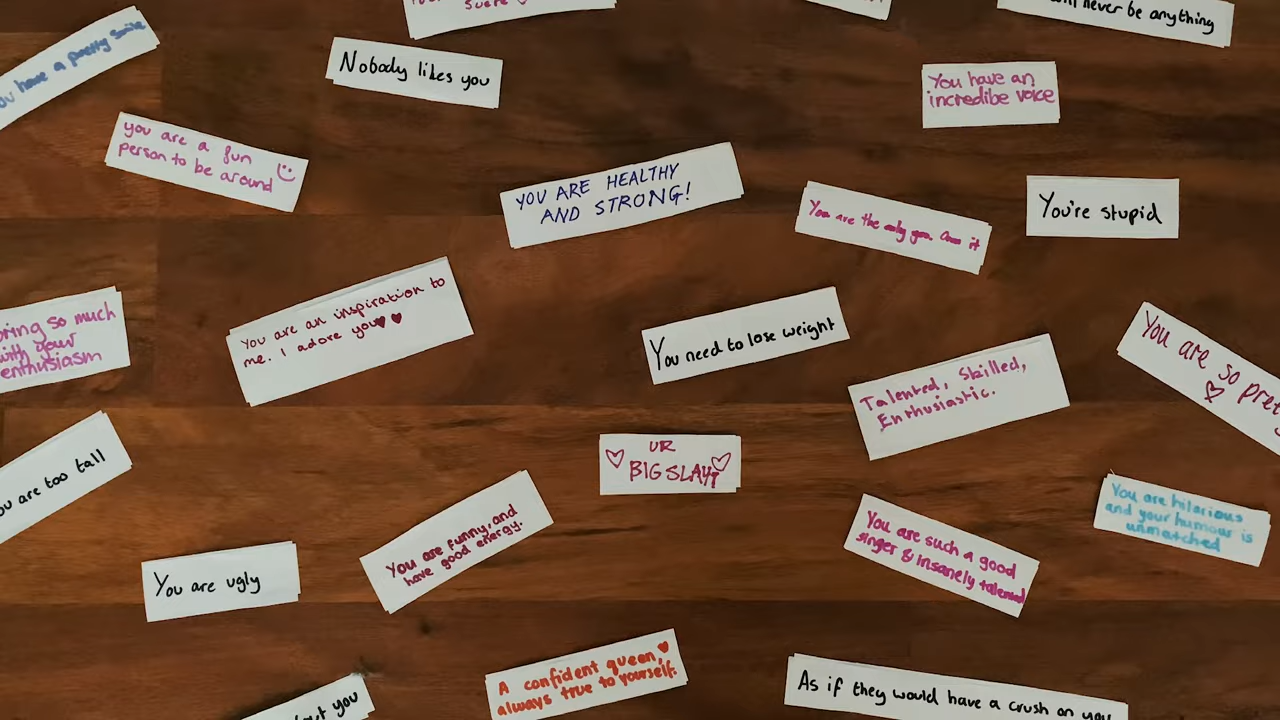 never be anything
have a pretty smile
Nobody likes you
You have an
incredibe voice
you are a fun
person to be around
YOU ARE HEALTHY
AND STRONG!
You are the only you. Own it
You're stupid
You are an inspiration to
me. I adore you
so much
with your
enthusiasm
You need to lose weight
You are so
Talented, Skilled,
Enthusiastic.
are too tall
UR
BIG SLAY
You are funny, and
have good energy.
You are hilarious
and your humour is
unmatched
You are such a good
singer & insanely talented
You are ugly
A confident queen,
always true to yourself.
As if they would have a crush on you
you